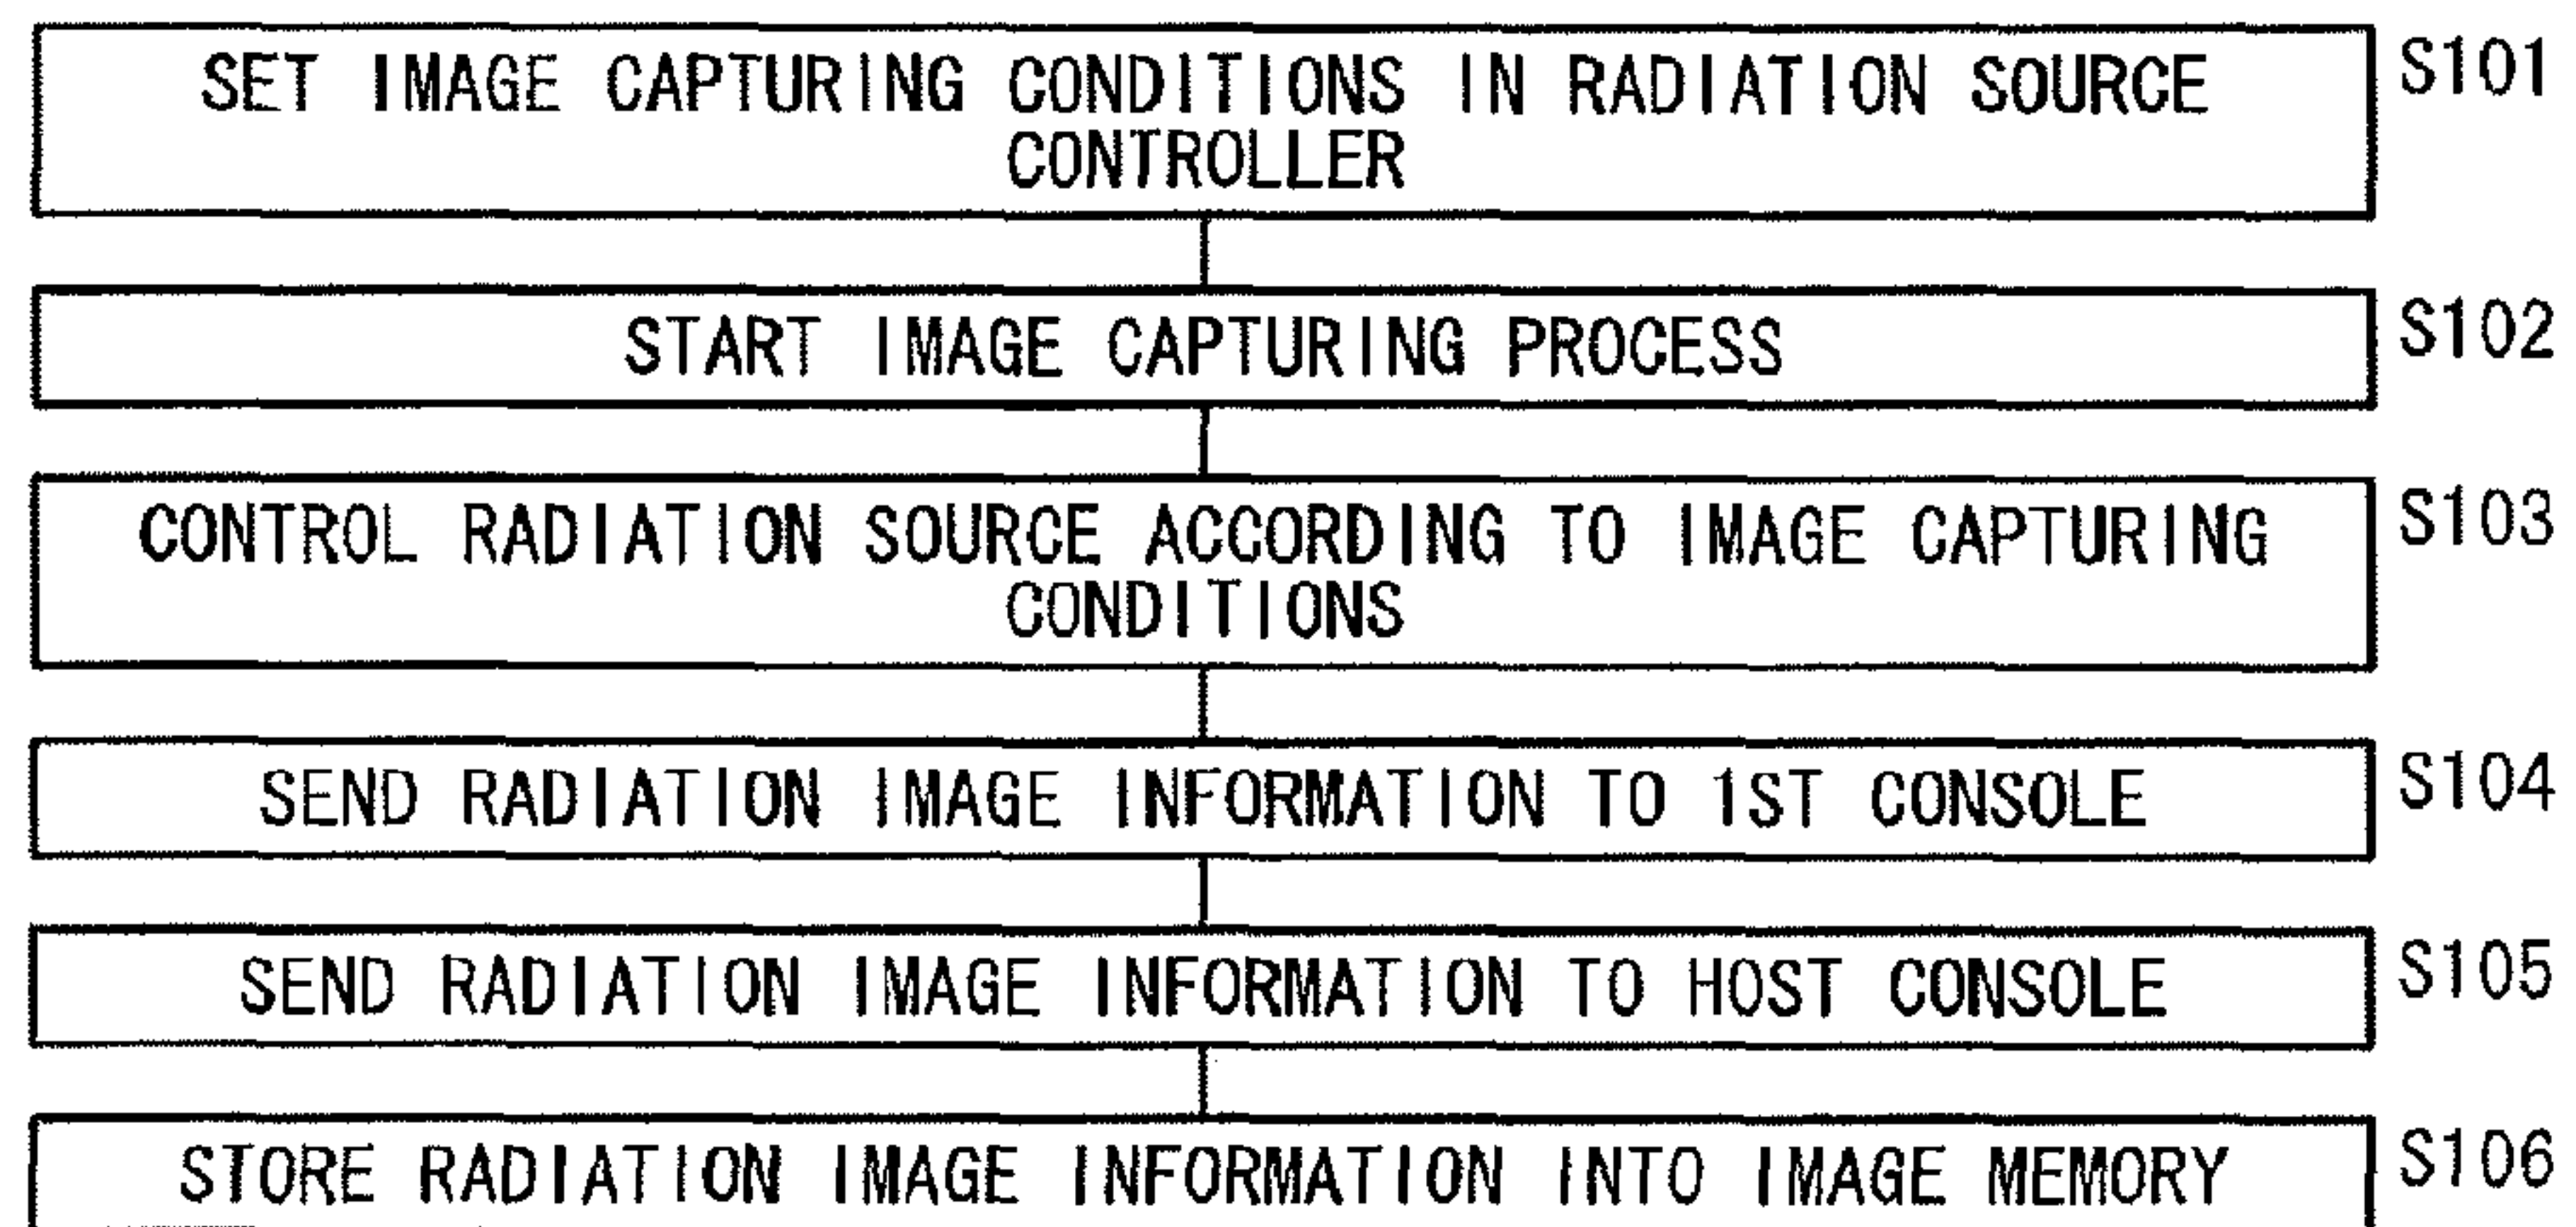 SET IMAGE CAPTURING CONDITIONS IN RADIATION SOURCE S101
CONTROLLER
START IMAGE CAPTURING PROCESS S102
CONTROL RADIATION SOURCE ACCORDING TO IMAGE CAPTURING S103
CONDITIONS
SEND RADIATION IMAGE INFORMATION TO 1ST CONSOLE S104
SEND RADIATION IMAGE INFORMATION TO HOST CONSOLE S105
STORE RADIATION IMAGE INFORMATION INTO IMAGE MEMORY S106